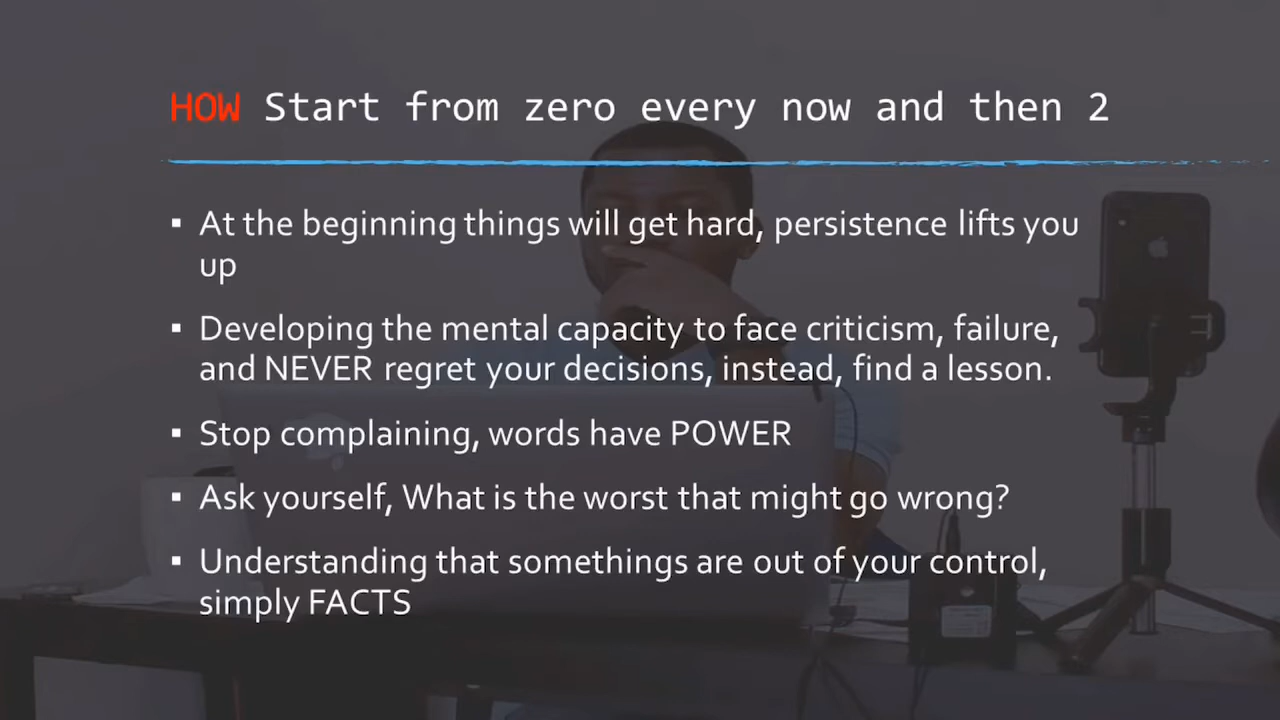 HOW Start from zero every now and then 2
▪ At the beginning things will get hard, persistence lifts you
up
▪ Developing the mental capacity to face criticism, failure,
and NEVER regret your decisions, instead, find a lesson.
▪ Stop complaining, words have POWER
▪ Ask yourself, What is the worst that might go wrong?
▪ Understanding that somethings are out of your control,
simply FACTS